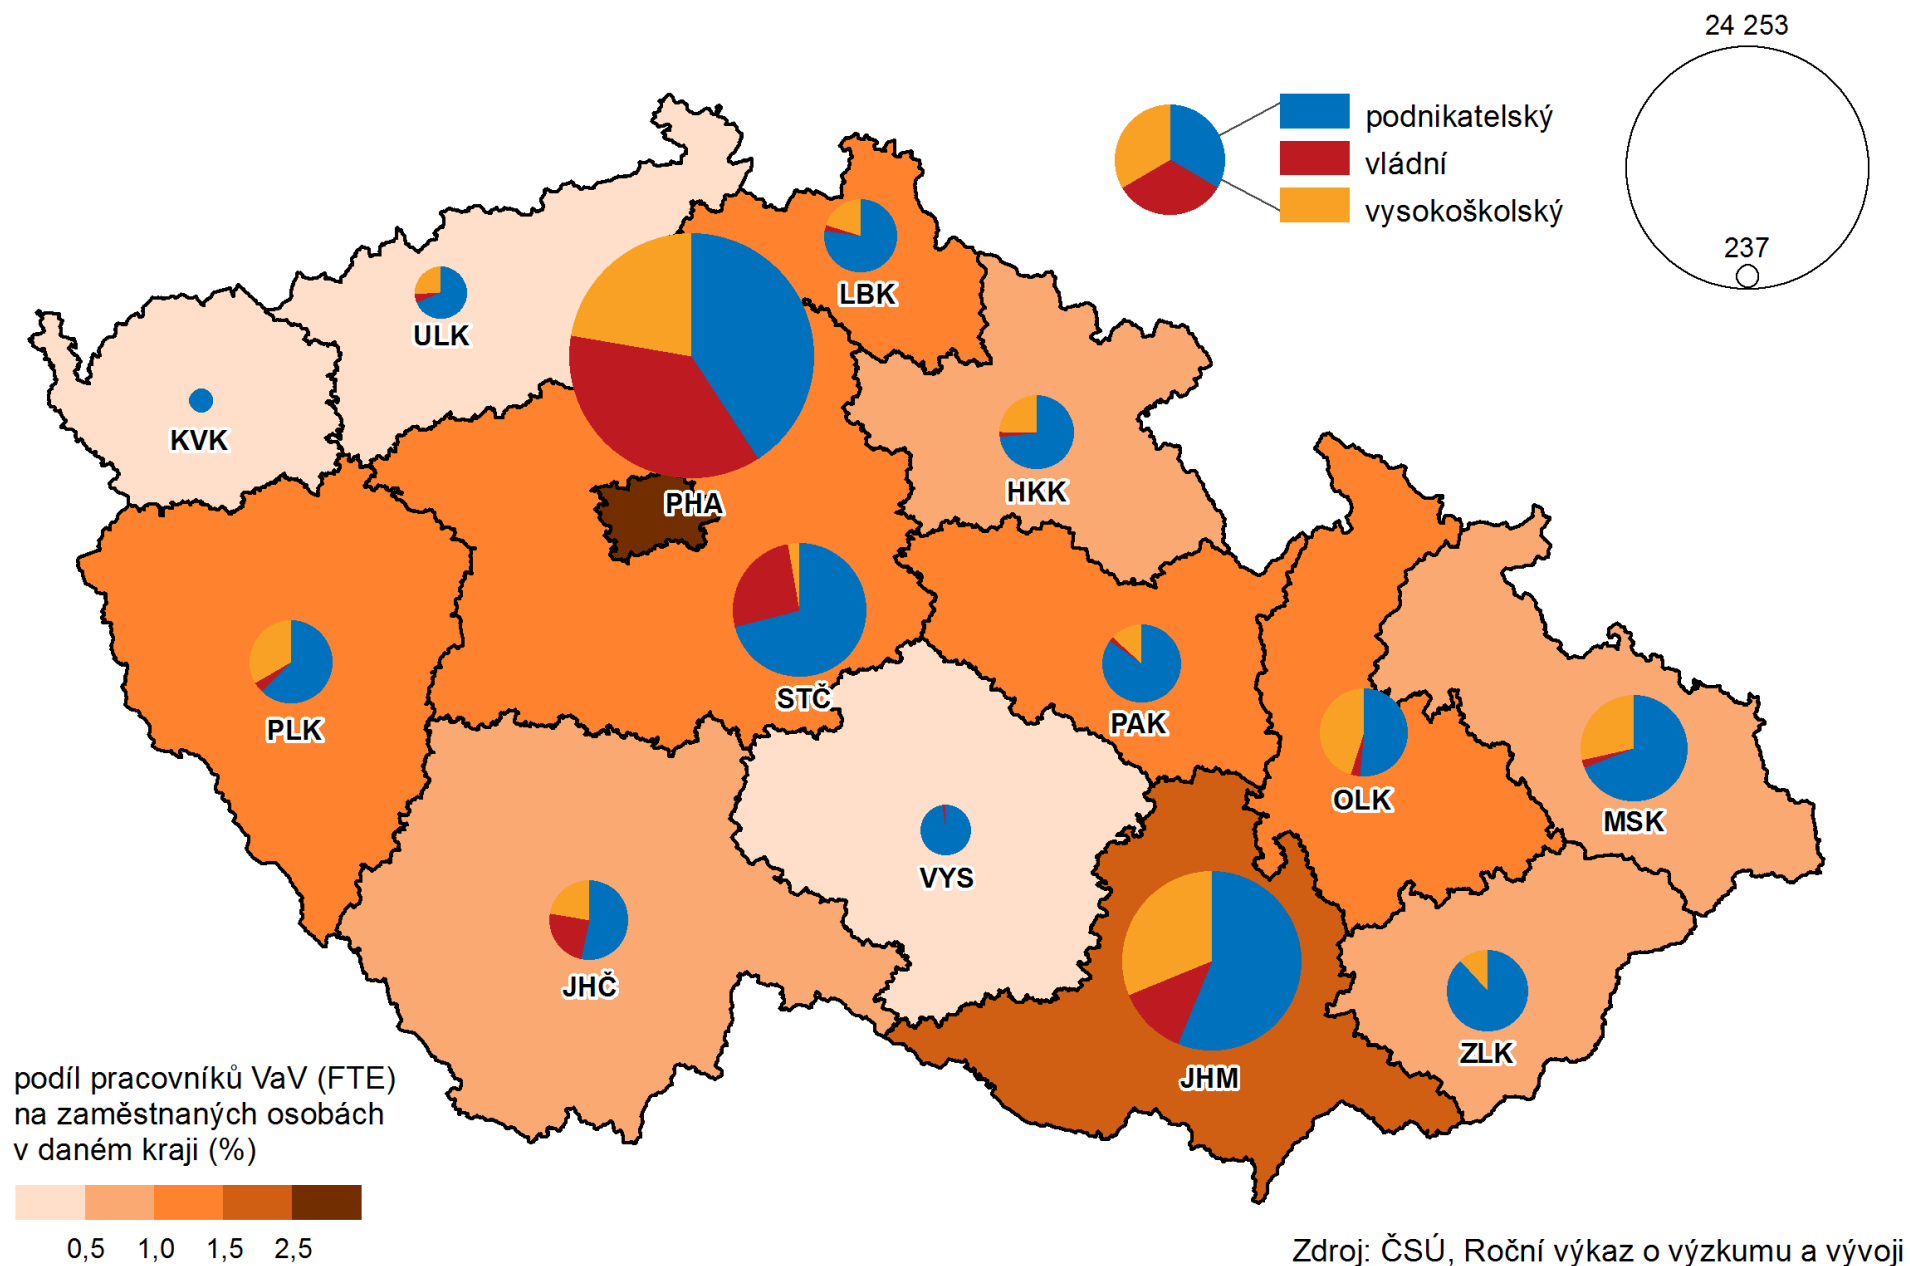 24 253
237
podnikatelský
vládní
vysokoškolský
LBK
ULK
KVK
HKK
PHA
STČ
PLK
PAK
OLK
MSK
VYS
JHČ
ZLK
JHM
podíl pracovníků VaV (FTE)
na zaměstnaných osobách
v daném kraji (%)
0,5 1,0 1,5 2,5
Zdroj: ČSÚ, Roční výkaz o výzkumu a vývoji